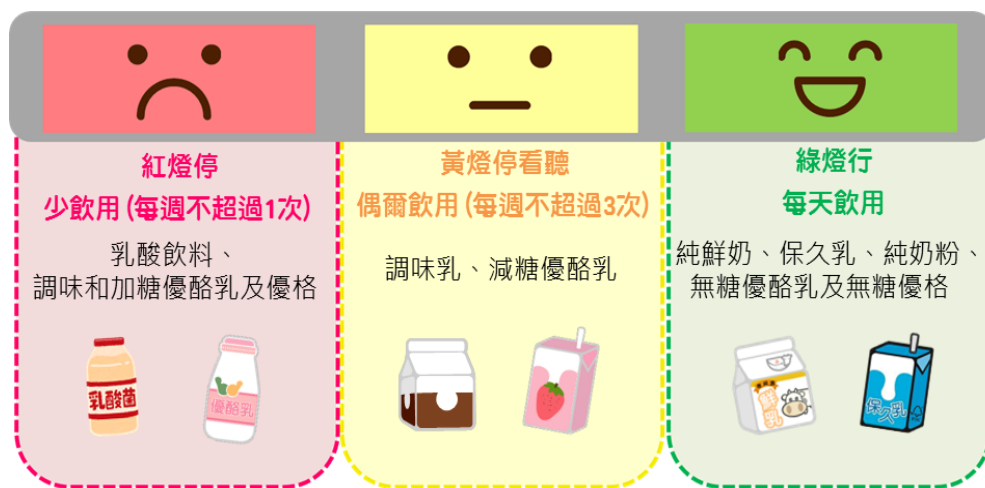 紅燈停
少飲用(每週不超過1次)
乳酸飲料、
調味和加糖優酪乳及優格
乳酸菌
優酪乳
黃燈停看聽
偶爾飲用(每週不超過3次)
調味乳、減糖優酪乳
綠燈行
每天飲用
純鮮奶、保久乳、純奶粉、
無糖優酪乳及無糖優格
鮮乳
保久乳